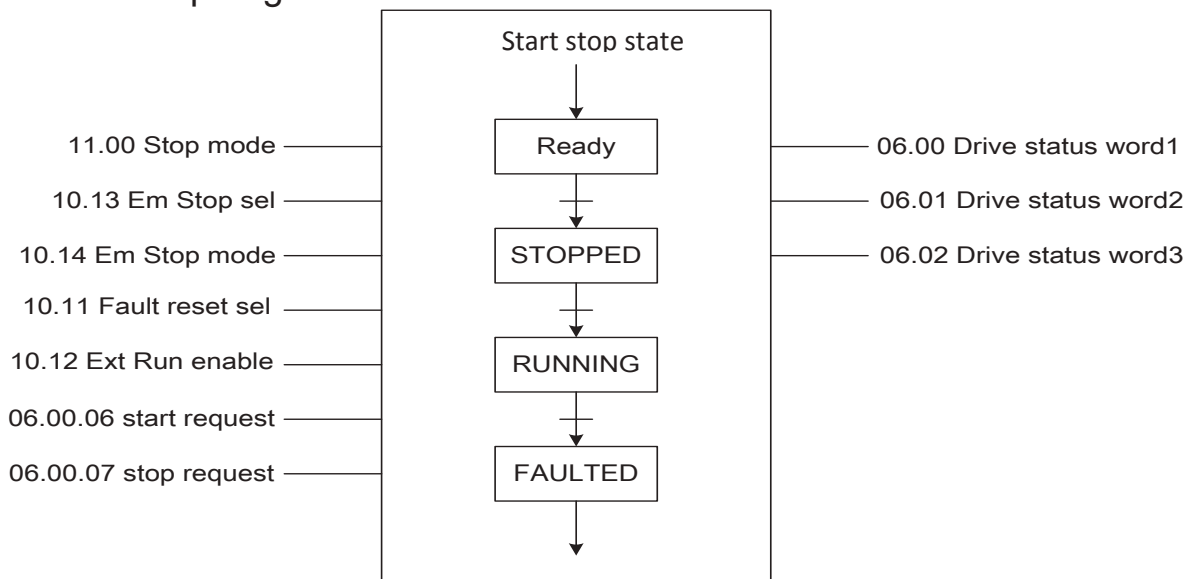 Start stop state
Ready
STOPPED
RUNNING
FAULTED
11.00 Stop mode
10.13 Em Stop sel
10.14 Em Stop mode
10.11 Fault reset sel
10.12 Ext Run enable
06.00.06 start request
06.00.07 stop request
06.00 Drive status word1
06.01 Drive status word2
06.02 Drive status word3